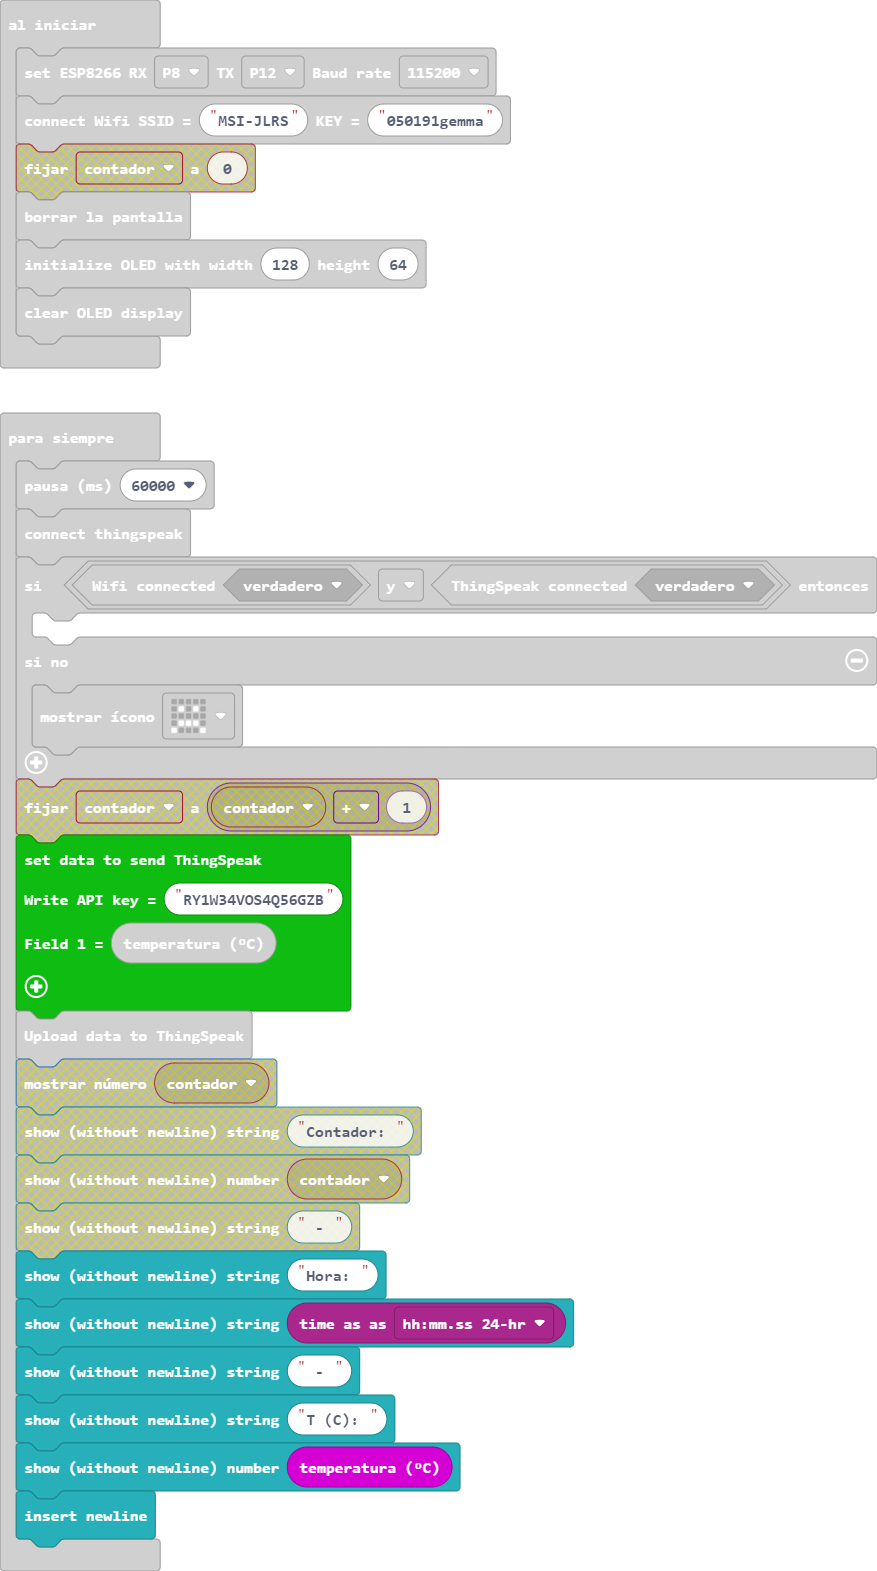 al iniciar
set ESP8266 RX P8 TX P12 Baud rate 115200
connect Wifi SSID = "MSI-JLRS" KEY = "050191gemma"
fijar contador a 0
borrar la pantalla
initialize OLED with width 128 height 64
clear OLED display
para siempre
pausa (ms) 60000
connect thingspeak
si Wifi connected verdadero y ThingSpeak connected verdadero entonces
si no
mostrar ícono
fijar contador a contador + 1
set data to send ThingSpeak
Write API key = "RY1W34VOS4Q56GZB"
Field 1 = temperatura (ºC)
Upload data to ThingSpeak
mostrar número contador
show (without newline) string "Contador: "
show (without newline) number contador
show (without newline) string " - "
show (without newline) string "Hora: "
show (without newline) string time as as hh:mm.ss 24-hr
show (without newline) string " - "
show (without newline) string "T (C): "
show (without newline) number temperatura (ºC)
insert newline